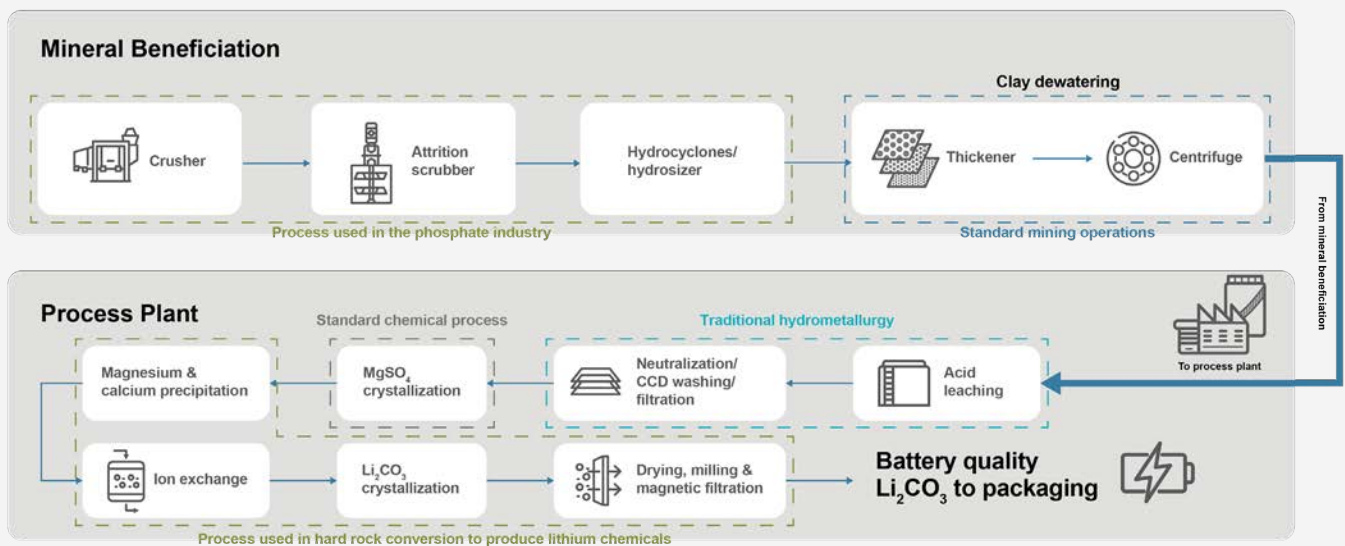 Mineral Beneficiation
Clay dewatering
Crusher
Attrition
scrubber
Hydrocyclones/
hydrosizer
Thickener
Centrifuge
Process used in the phosphate industry
Standard mining operations
From mineral beneficiation
To process plant
Process Plant
Standard chemical process
Traditional hydrometallurgy
Acid
leaching
Neutralization/
CCD washing/
filtration
MgSO₄
crystallization
Magnesium &
calcium precipitation
Ion exchange
Li₂CO₃
crystallization
Drying, milling &
magnetic filtration
Battery quality
Li₂CO₃ to packaging
Process used in hard rock conversion to produce lithium chemicals